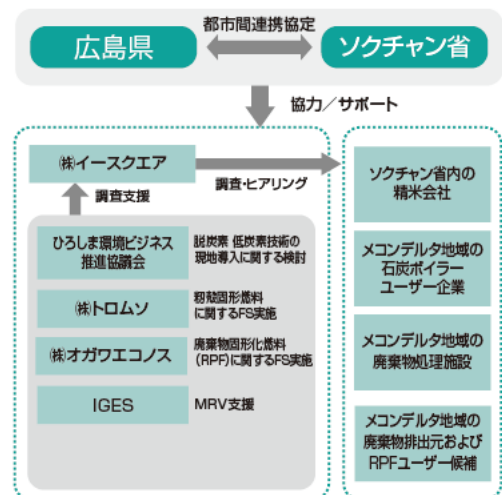 都市間連携協定
広島県
ソクチャン省
協力／サポート
㈱イースクエア
調査・ヒアリング
調査支援
ひろしま環境ビジネス
推進協議会
脱炭素 低炭素技術の
現地導入に関する検討
㈱トロムソ
籾殻固形燃料
に関するFS実施
㈱オガワエコノス
廃棄物固形化燃料
(RPF)に関するFS実施
IGES
MRV支援
ソクチャン省内の
精米会社
メコンデルタ地域の
石炭ボイラー
ユーザー企業
メコンデルタ地域の
廃棄物処理施設
メコンデルタ地域の
廃棄物排出元および
RPFユーザー候補